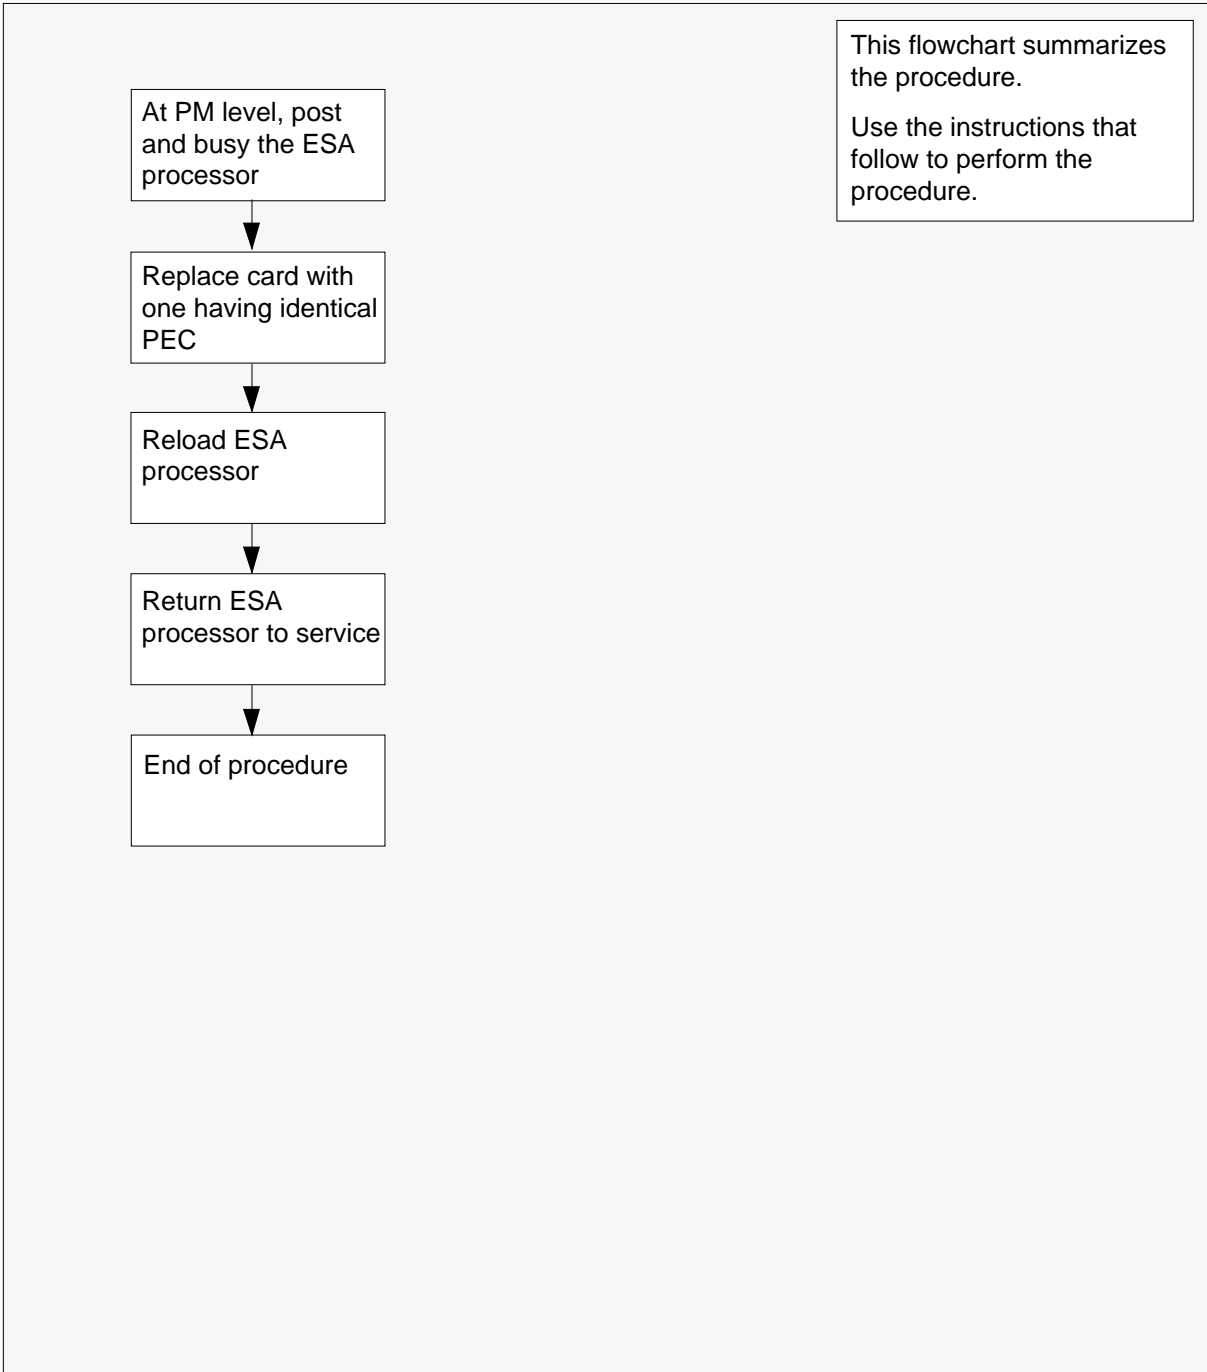 This flowchart summarizes
the procedure.
Use the instructions that
follow to perform the
procedure.
At PM level, post
and busy the ESA
processor
Replace card with
one having identical
PEC
Reload ESA
processor
Return ESA
processor to service
End of procedure